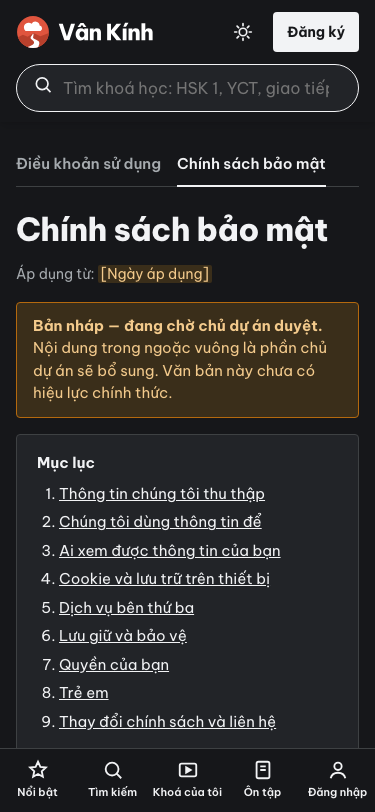 Vân Kính
Đăng ký
Tìm khoá học: HSK 1, YCT, giao tiếp
Điều khoản sử dụng
Chính sách bảo mật
Chính sách bảo mật
Áp dụng từ: [Ngày áp dụng]
Bản nháp — đang chờ chủ dự án duyệt.
Nội dung trong ngoặc vuông là phần chủ
dự án sẽ bổ sung. Văn bản này chưa có
hiệu lực chính thức.
Mục lục
1. Thông tin chúng tôi thu thập
2. Chúng tôi dùng thông tin để
3. Ai xem được thông tin của bạn
4. Cookie và lưu trữ trên thiết bị
5. Dịch vụ bên thứ ba
6. Lưu giữ và bảo vệ
7. Quyền của bạn
8. Trẻ em
9. Thay đổi chính sách và liên hệ
Nổi bật
Tìm kiếm
Khoá của tôi
Ôn tập
Đăng nhập